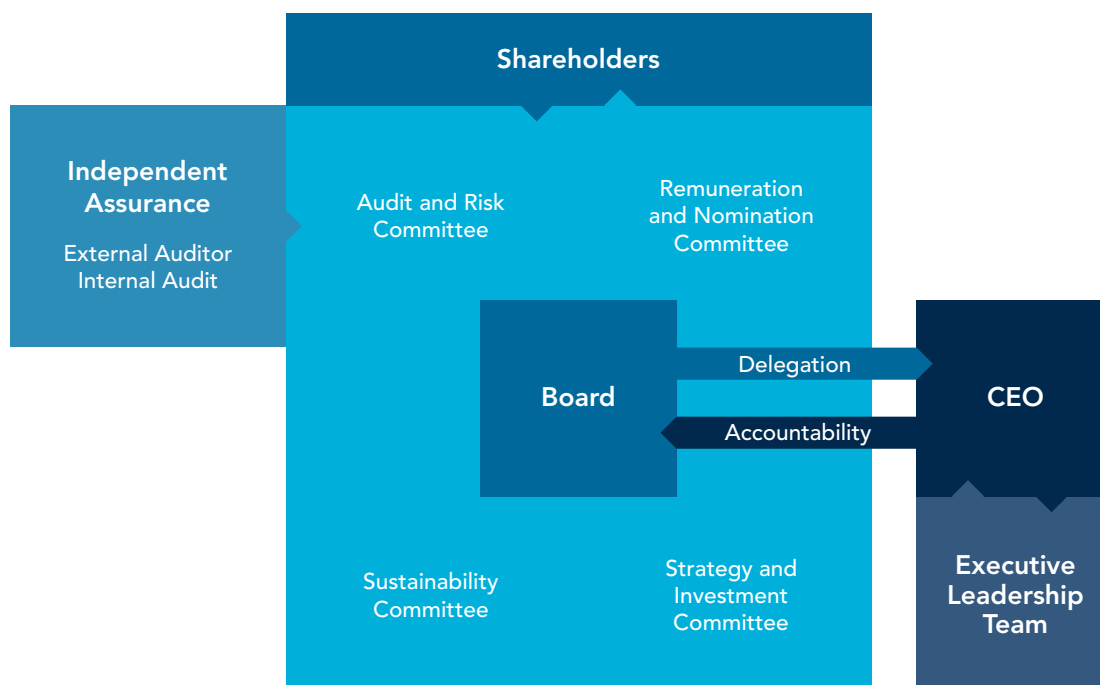 Shareholders
Independent
Assurance
External Auditor
Internal Audit
Audit and Risk
Committee
Remuneration
and Nomination
Committee
Board
Delegation
Accountability
CEO
Sustainability
Committee
Strategy and
Investment
Committee
Executive
Leadership
Team